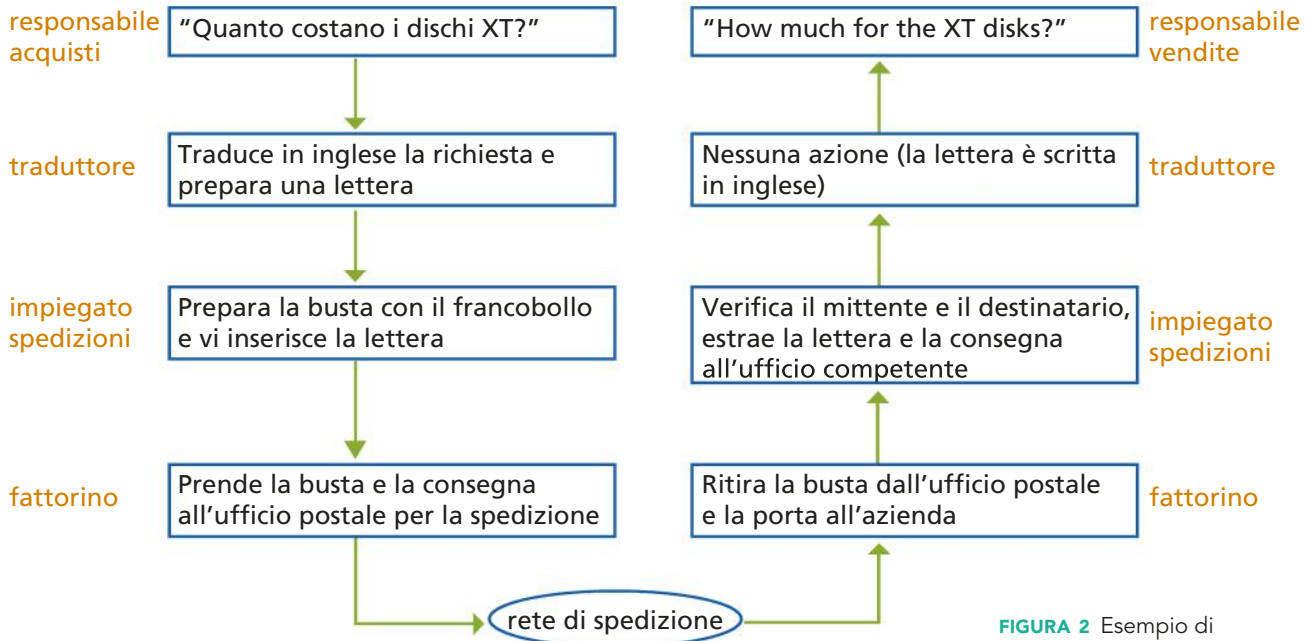 responsabile
acquisti
"Quanto costano i dischi XT?"
traduttore
Traduce in inglese la richiesta e
prepara una lettera
impiegato
spedizioni
Prepara la busta con il francobollo
e vi inserisce la lettera
fattorino
Prende la busta e la consegna
all'ufficio postale per la spedizione
rete di spedizione
"How much for the XT disks?"
responsabile
vendite
Nessuna azione (la lettera è scritta
in inglese)
traduttore
Verifica il mittente e il destinatario,
estrae la lettera e la consegna
all'ufficio competente
impiegato
spedizioni
Ritira la busta dall'ufficio postale
e la porta all'azienda
fattorino
FIGURA 2 Esempio di